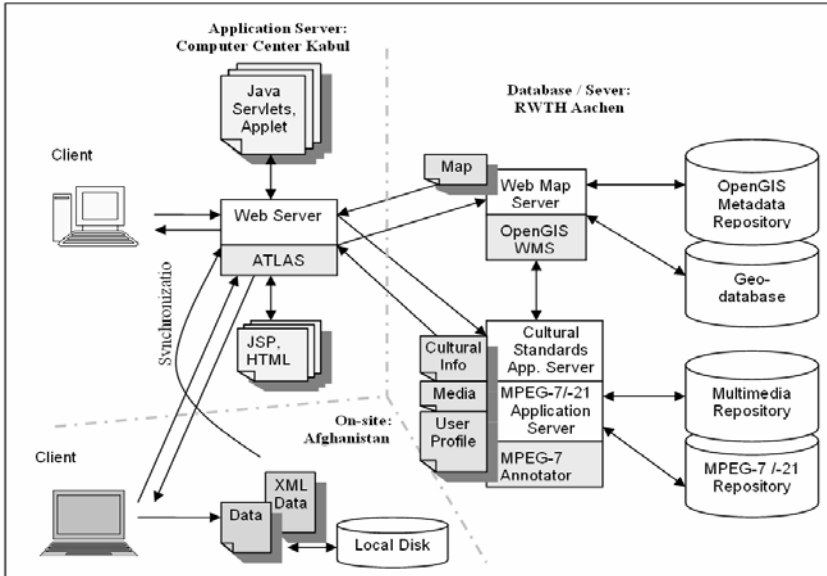 Application Server:
Computer Center Kabul
Java
Servlets,
Applet
Database / Sever:
RWTH Aachen
Client
Map
Web Map
Server
OpenGIS
WMS
OpenGIS
Metadata
Repository
Web Server
ATLAS
Geo-
database
Synchronizatio
JSP,
HTML
Cultural
Info
Media
User
Profile
Cultural
Standards
App. Server
MPEG-7/-21
Application
Server
MPEG-7
Annotator
Multimedia
Repository
MPEG-7 /-21
Repository
On-site:
Afghanistan
Client
XML
Data
Data
Local Disk